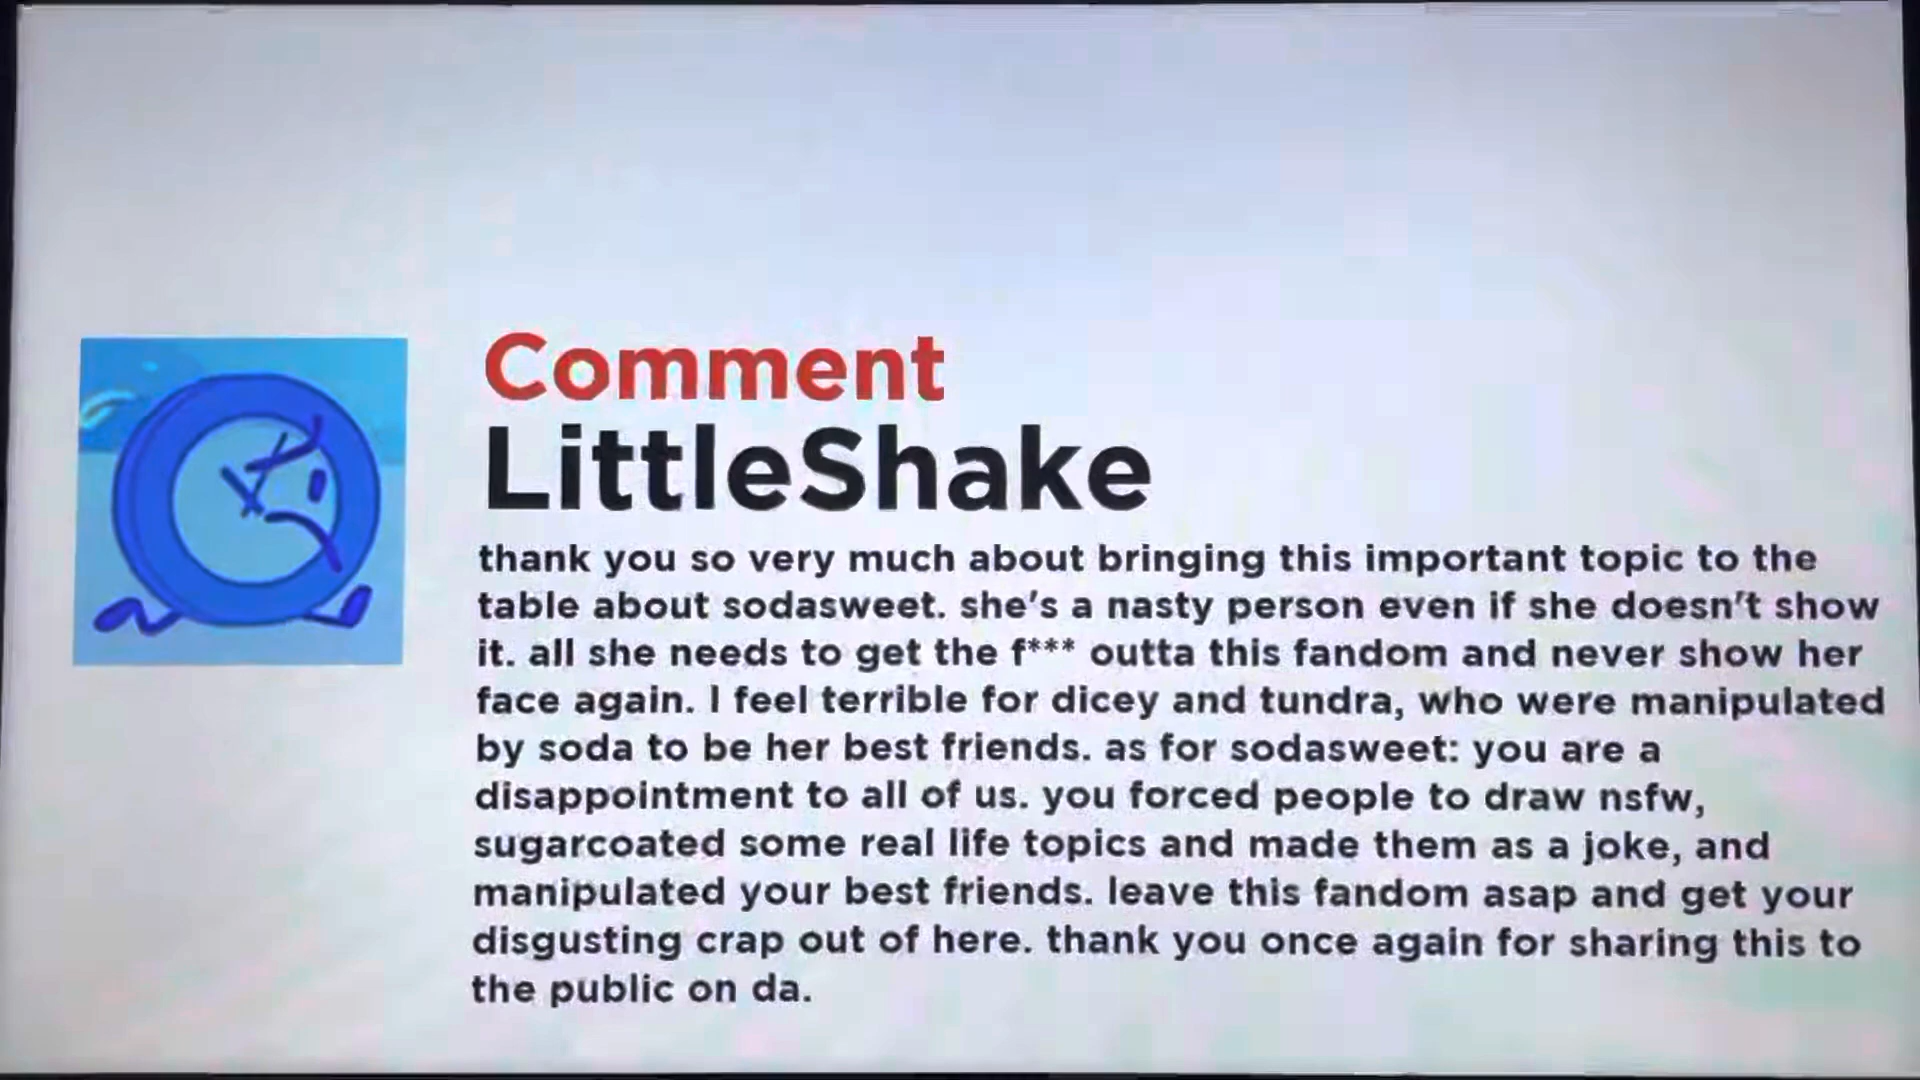 Comment
LittleShake
thank you so very much about bringing this important topic to the
table about sodasweet. she's a nasty person even if she doesn't show
it. all she needs to get the f*** outta this fandom and never show her
face again. I feel terrible for dicey and tundra, who were manipulated
by soda to be her best friends. as for sodasweet: you are a
disappointment to all of us. you forced people to draw nsfw,
sugarcoated some real life topics and made them as a joke, and
manipulated your best friends. leave this fandom asap and get your
disgusting crap out of here. thank you once again for sharing this to
the public on da.